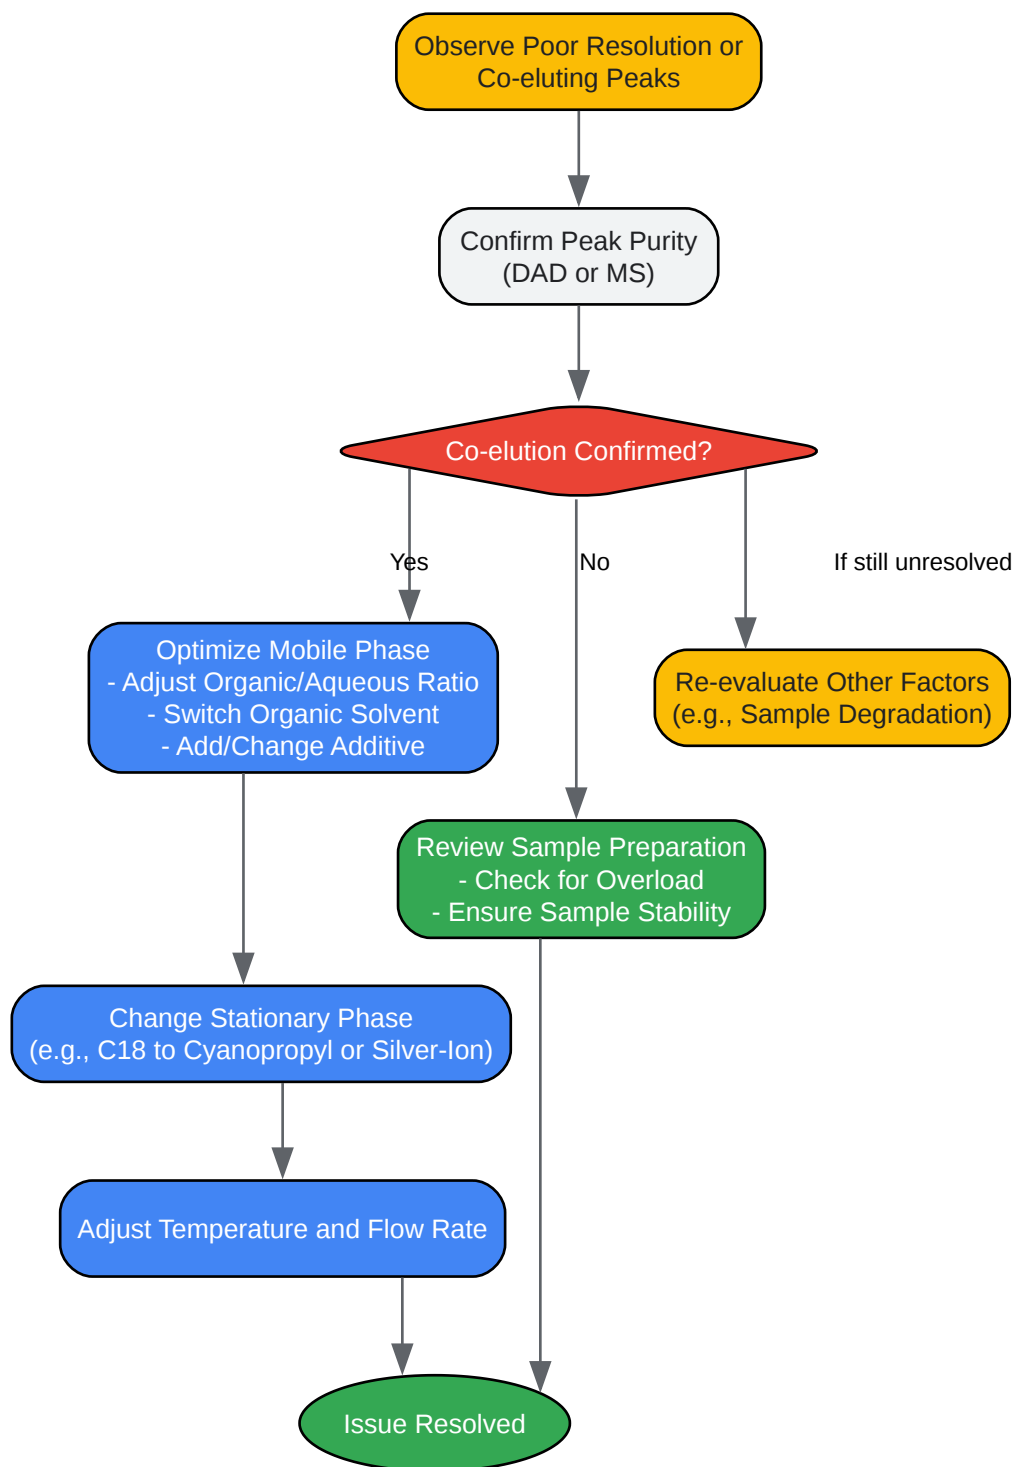 Observe Poor Resolution or
Co-eluting Peaks
Confirm Peak Purity
(DAD or MS)
Co-elution Confirmed?
Yes
No
If still unresolved
Optimize Mobile Phase
- Adjust Organic/Aqueous Ratio
- Switch Organic Solvent
- Add/Change Additive
Re-evaluate Other Factors
(e.g., Sample Degradation)
Review Sample Preparation
- Check for Overload
- Ensure Sample Stability
Change Stationary Phase
(e.g., C18 to Cyanopropyl or Silver-Ion)
Adjust Temperature and Flow Rate
Issue Resolved